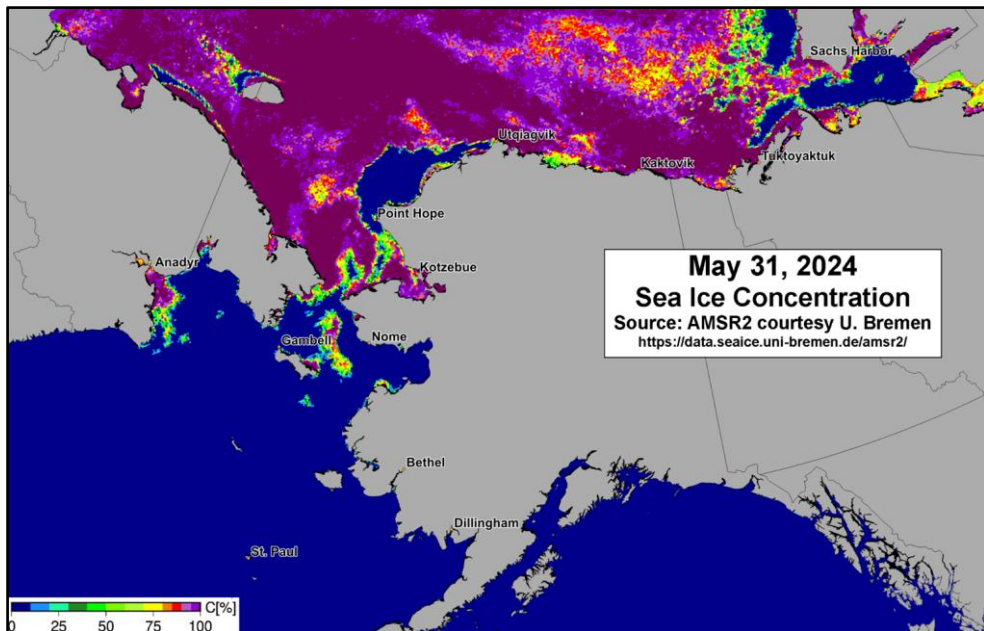 Sachs Harbor
Utqiagvik
Kaktovik
Tuktoyaktuk
Point Hope
Anadyr
Kotzebue
May 31, 2024
Sea Ice Concentration
Source: AMSR2 courtesy U. Bremen
https://data.seaice.uni-bremen.de/amsr2/
Gambell
Nome
Bethel
Dillingham
St. Paul
C[%]
0 25 50 75 100